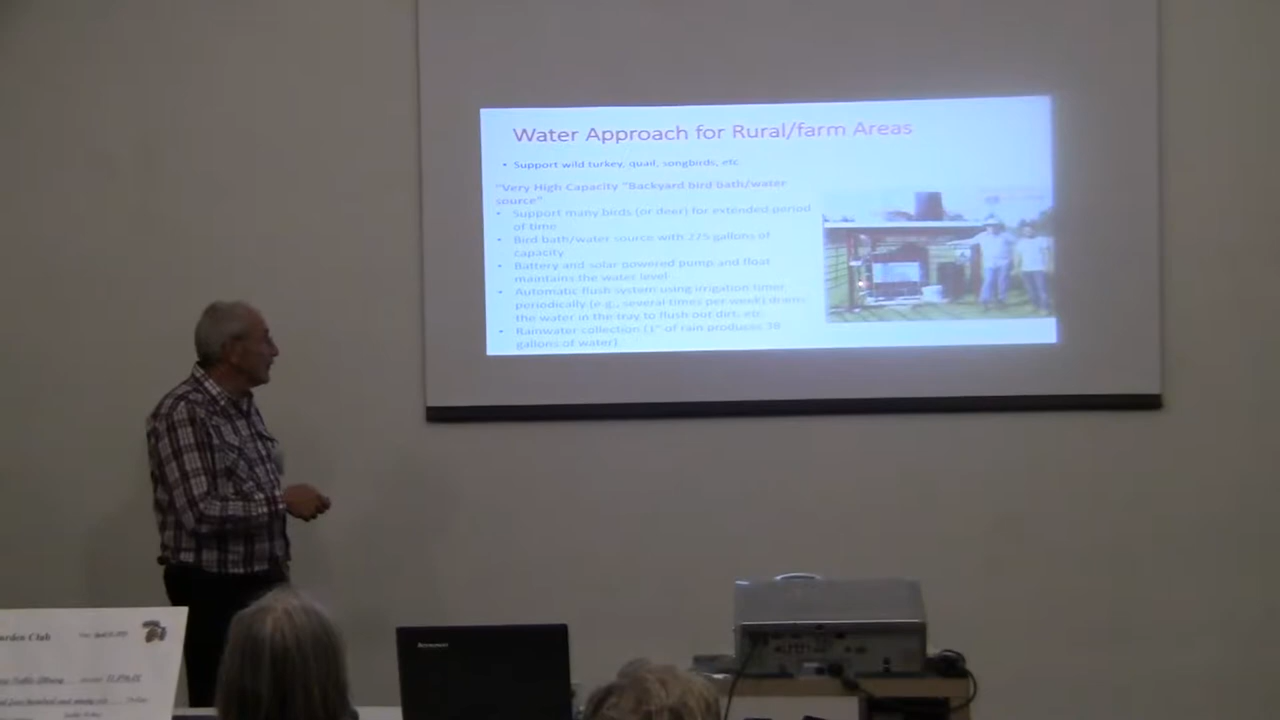 Water Approach for Rural/farm Areas
• Support wild turkey, quail, songbirds, etc.
"Very High Capacity "Backyard bird bath/water
source"
• Support many birds (or deer) for extended period
of time
• Bird bath/water source with 275 gallons of
capacity
• Battery and solar powered pump and float
maintains the water level
• Automatic flush system using irrigation timer
periodically (e.g., several times per week) drains
the water in the tray to flush out dirt, etc.
• Rainwater collection (1" of rain produces 38
gallons of water)
Club
Public Library
Lenovo